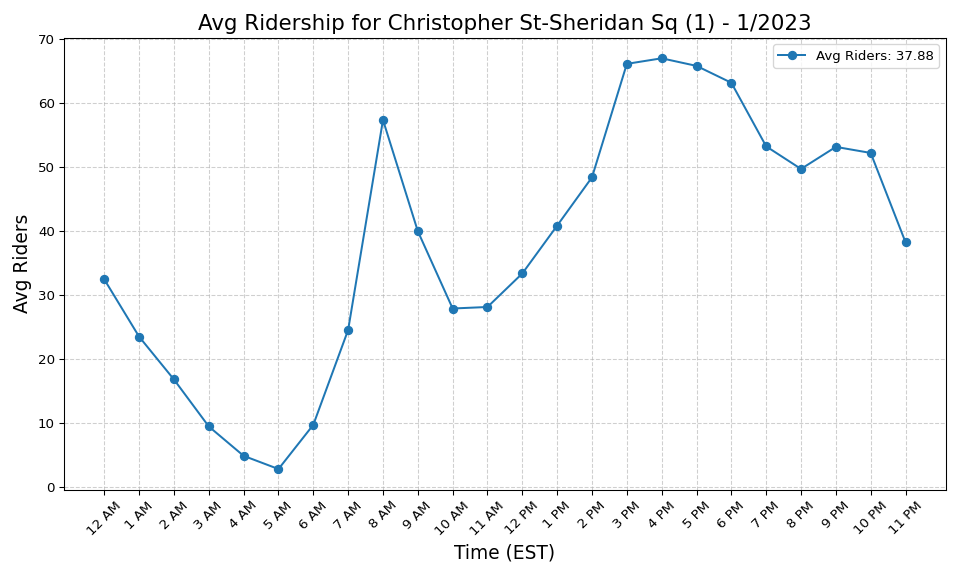 Avg Ridership for Christopher St-Sheridan Sq (1) - 1/2023
Avg Riders: 37.88
Avg Riders
70
60
50
40
30
20
10
0
12 AM
1 AM
2 AM
3 AM
4 AM
5 AM
6 AM
7 AM
8 AM
9 AM
10 AM
11 AM
12 PM
1 PM
2 PM
3 PM
4 PM
5 PM
6 PM
7 PM
8 PM
9 PM
10 PM
11 PM
Time (EST)